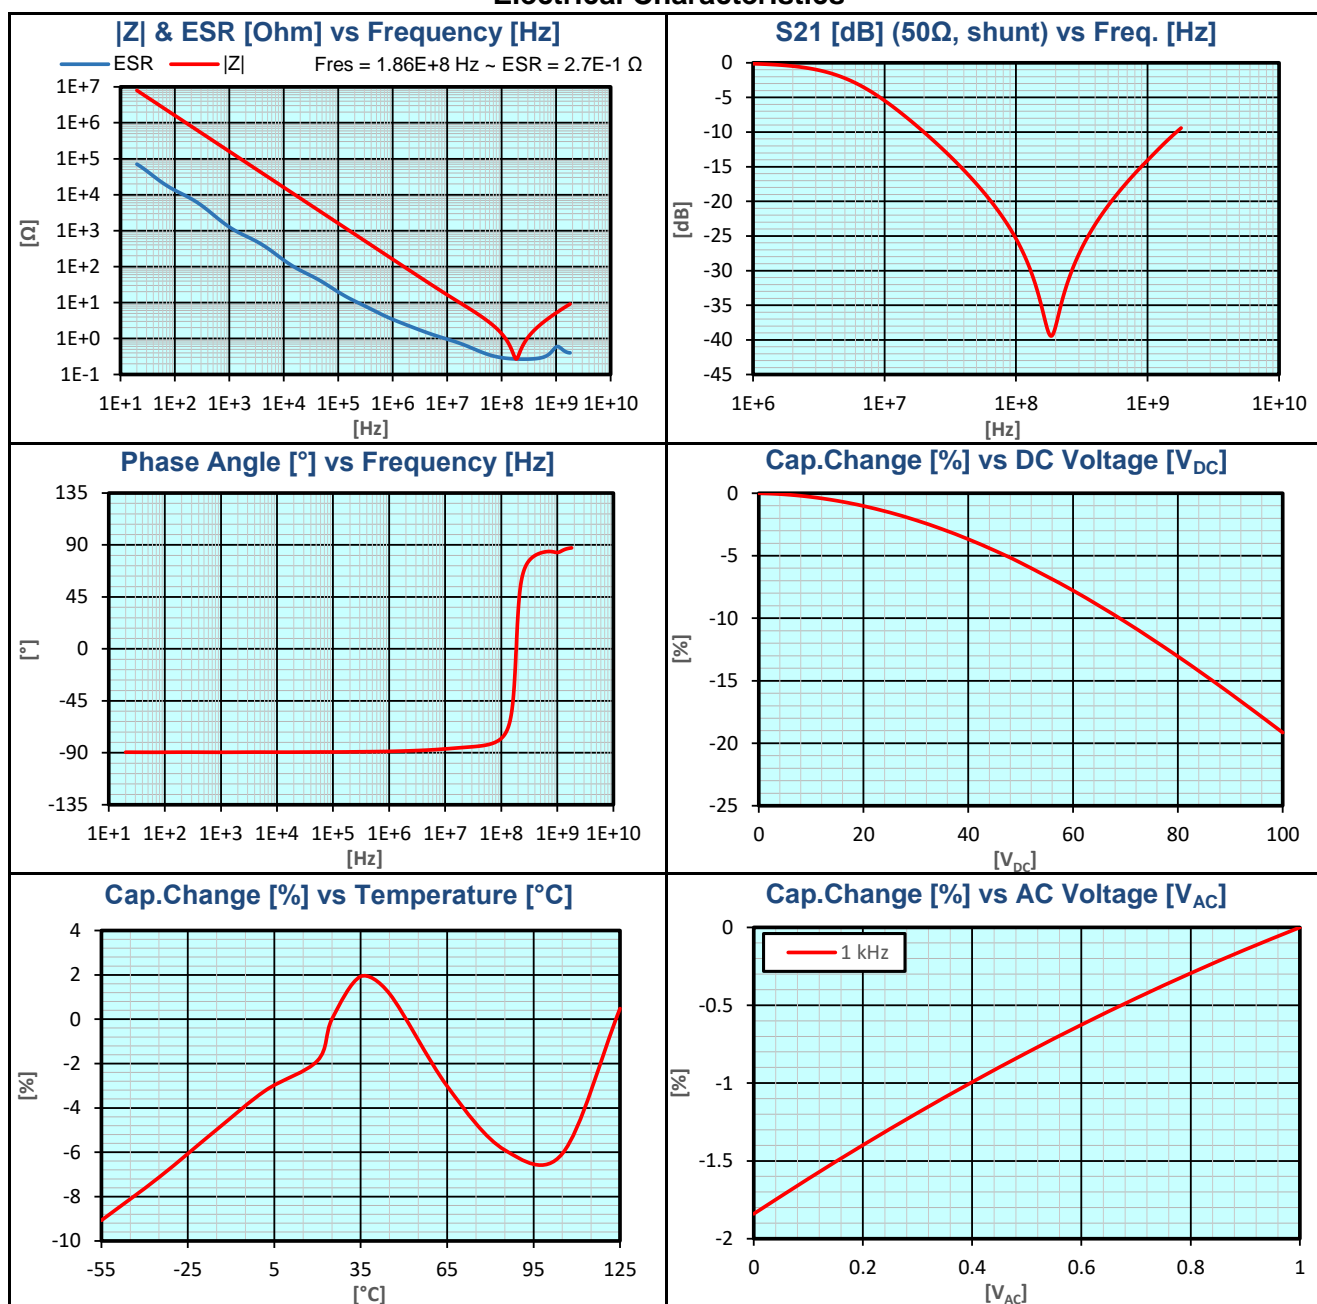 Electrical Characteristics
|Z| & ESR [Ohm] vs Frequency [Hz]
ESR |Z| Fres = 1.86E+8 Hz ~ ESR = 2.7E-1 Ω
1E+7
1E+6
1E+5
1E+4
1E+3
1E+2
1E+1
1E+0
1E-1
[Ω]
1E+1 1E+2 1E+3 1E+4 1E+5 1E+6 1E+7 1E+8 1E+9 1E+10
[Hz]
S21 [dB] (50Ω, shunt) vs Freq. [Hz]
0
-5
-10
-15
-20
-25
-30
-35
-40
-45
[dB]
1E+6 1E+7 1E+8 1E+9 1E+10
[Hz]
Phase Angle [°] vs Frequency [Hz]
135
90
45
0
-45
-90
-135
[°]
1E+1 1E+2 1E+3 1E+4 1E+5 1E+6 1E+7 1E+8 1E+9 1E+10
[Hz]
Cap.Change [%] vs DC Voltage [VDC]
0
-5
-10
-15
-20
-25
[%]
0 20 40 60 80 100
[VDC]
Cap.Change [%] vs Temperature [°C]
4
2
0
-2
-4
-6
-8
-10
[%]
-55 -25 5 35 65 95 125
[°C]
Cap.Change [%] vs AC Voltage [VAC]
1 kHz
0
-0.5
-1
-1.5
-2
[%]
0 0.2 0.4 0.6 0.8 1
[VAC]